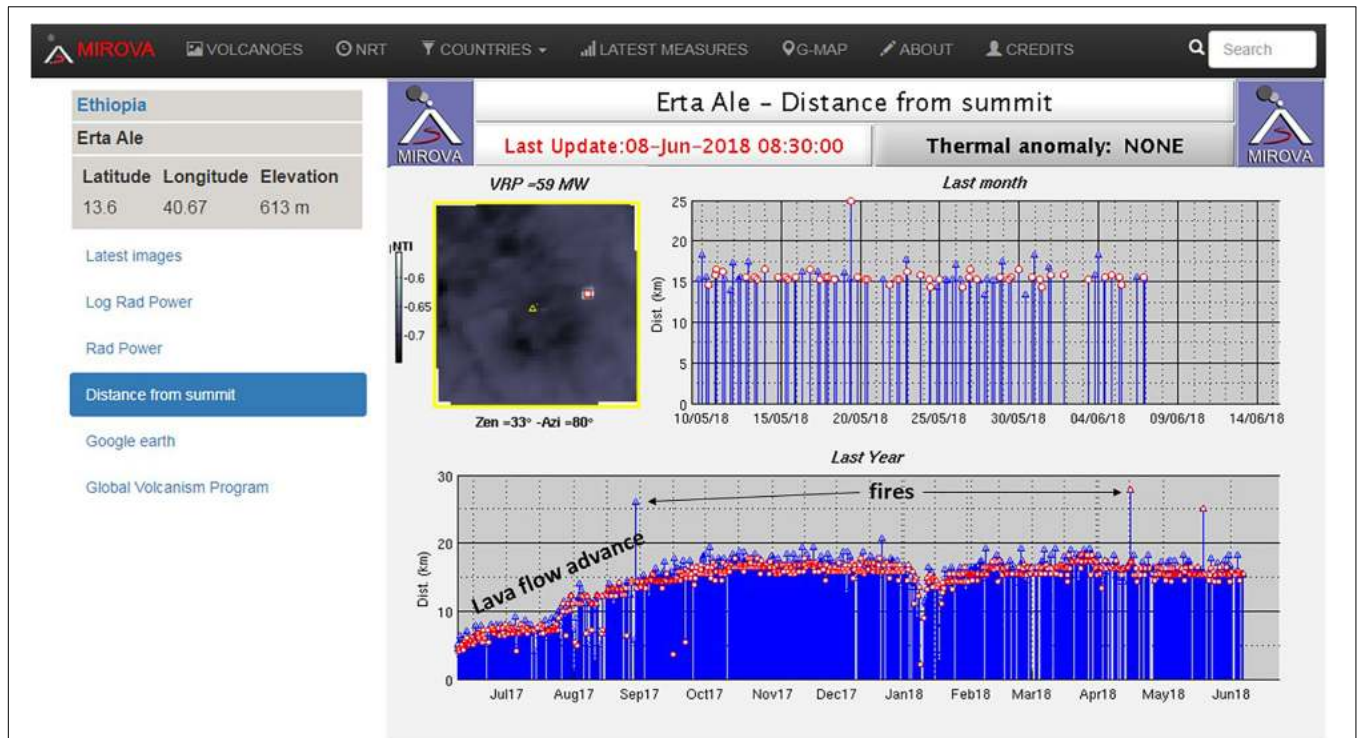 MIROVA VOLCANOES NRT COUNTRIES LATEST MEASURES G-MAP ABOUT CREDITS Search
Ethiopia
Erta Ale
Latitude Longitude Elevation
13.6 40.67 613 m
Latest images
Log Rad Power
Rad Power
Distance from summit
Google earth
Global Volcanism Program
MIROVA
Erta Ale – Distance from summit
Last Update:08-Jun-2018 08:30:00
Thermal anomaly: NONE
MIROVA
VRP =59 MW
NTI
-0.6
-0.65
-0.7
Zen =33° -Azi =80°
Last month
Dist. (km)
25
20
15
10
5
0
10/05/18 15/05/18 20/05/18 25/05/18 30/05/18 04/06/18 09/06/18 14/06/18
Last Year
Dist. (km)
30
20
10
0
fires
Lava flow advance
Jul17 Aug17 Sep17 Oct17 Nov17 Dec17 Jan18 Feb18 Mar18 Apr18 May18 Jun18